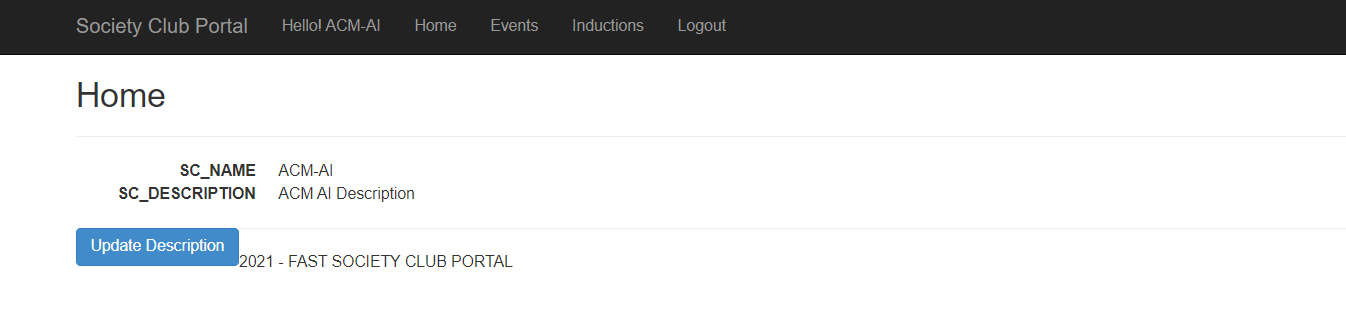 Society Club Portal Hello! ACM-AI Home Events Inductions Logout
Home
SC_NAME ACM-AI
SC_DESCRIPTION ACM AI Description
Update Description
2021 - FAST SOCIETY CLUB PORTAL